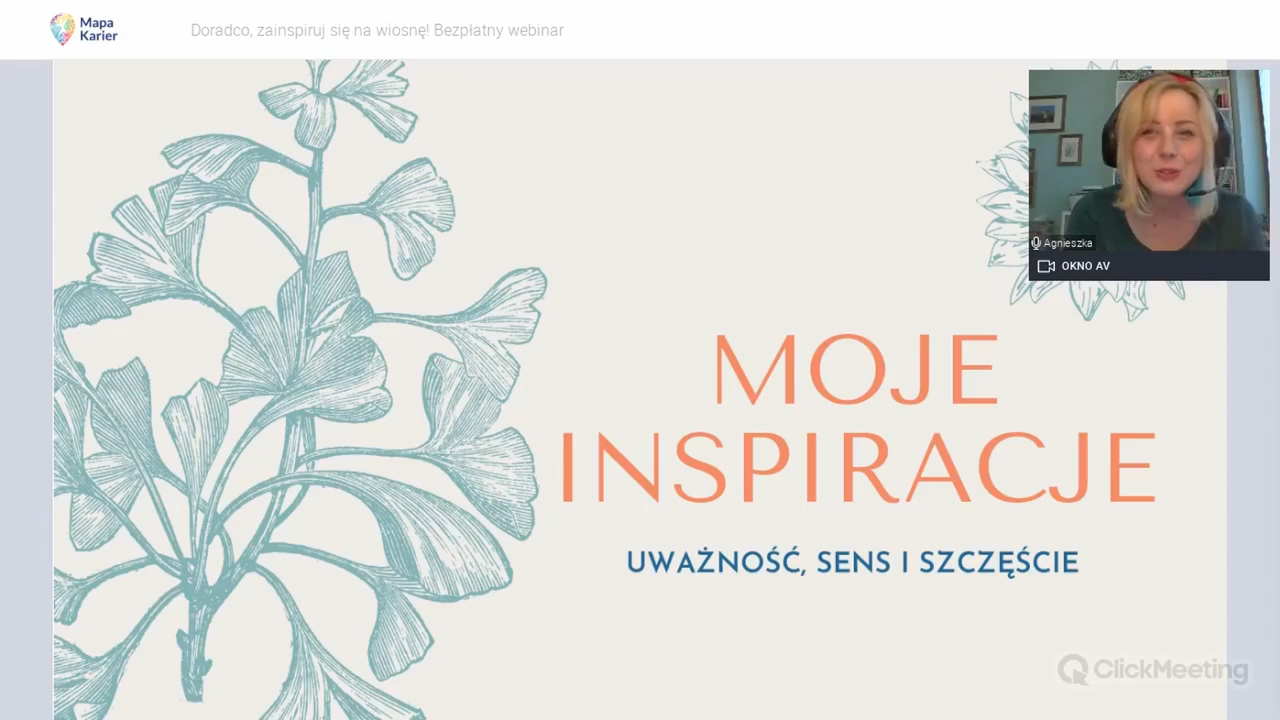 Mapa
Karier
Doradco, zainspiruj się na wiosnę! Bezpłatny webinar
Agnieszka
OKNO AV
MOJE
INSPIRACJE
UWAŻNOŚĆ, SENS I SZCZĘŚCIE
ClickMeeting